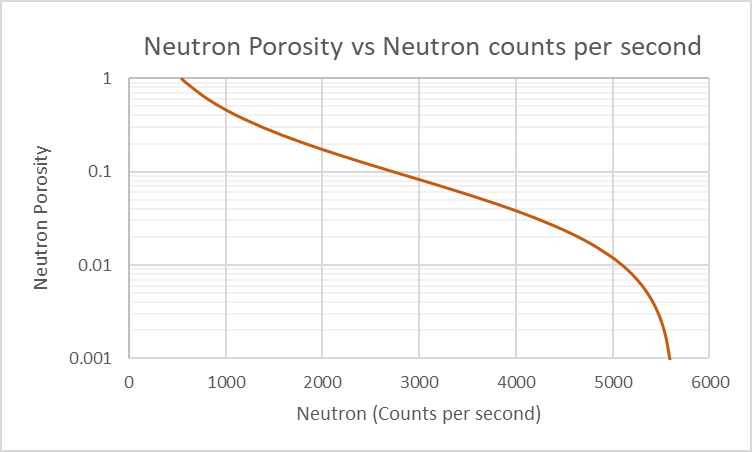 Neutron Porosity vs Neutron counts per second
1
0.1
0.01
0.001
Neutron Porosity
0 1000 2000 3000 4000 5000 6000
Neutron (Counts per second)